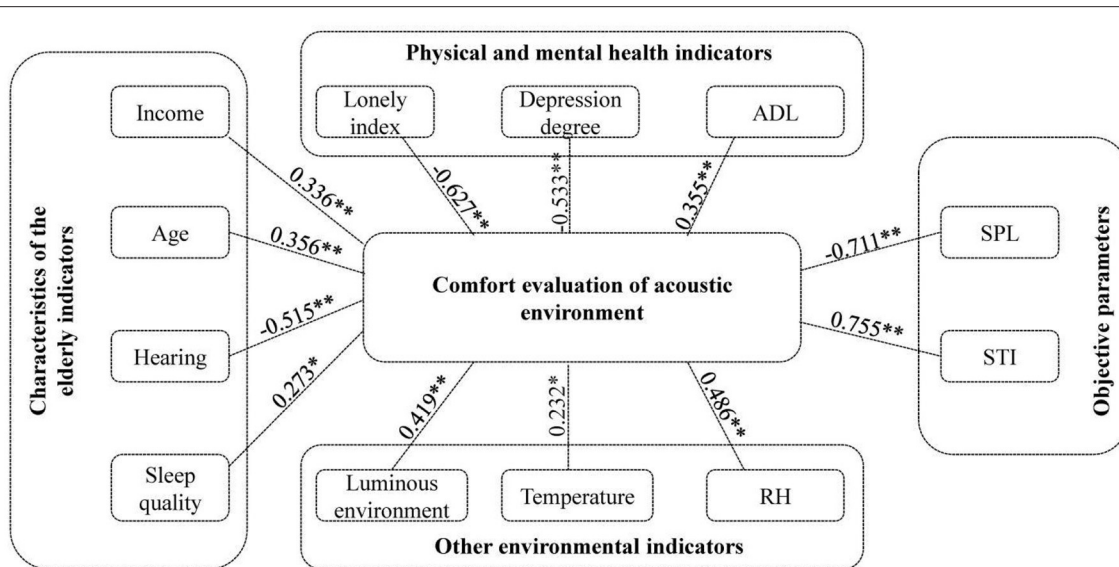 Physical and mental health indicators
Lonely
index
Depression
degree
ADL
-0.627**
-0.533**
0.355**
Characteristics of the
elderly indicators
Income
Age
Hearing
Sleep
quality
0.336**
0.356**
-0.515**
0.273*
Comfort evaluation of acoustic
environment
-0.711**
0.755**
SPL
STI
Objective parameters
0.419**
0.232*
0.486**
Luminous
environment
Temperature
RH
Other environmental indicators